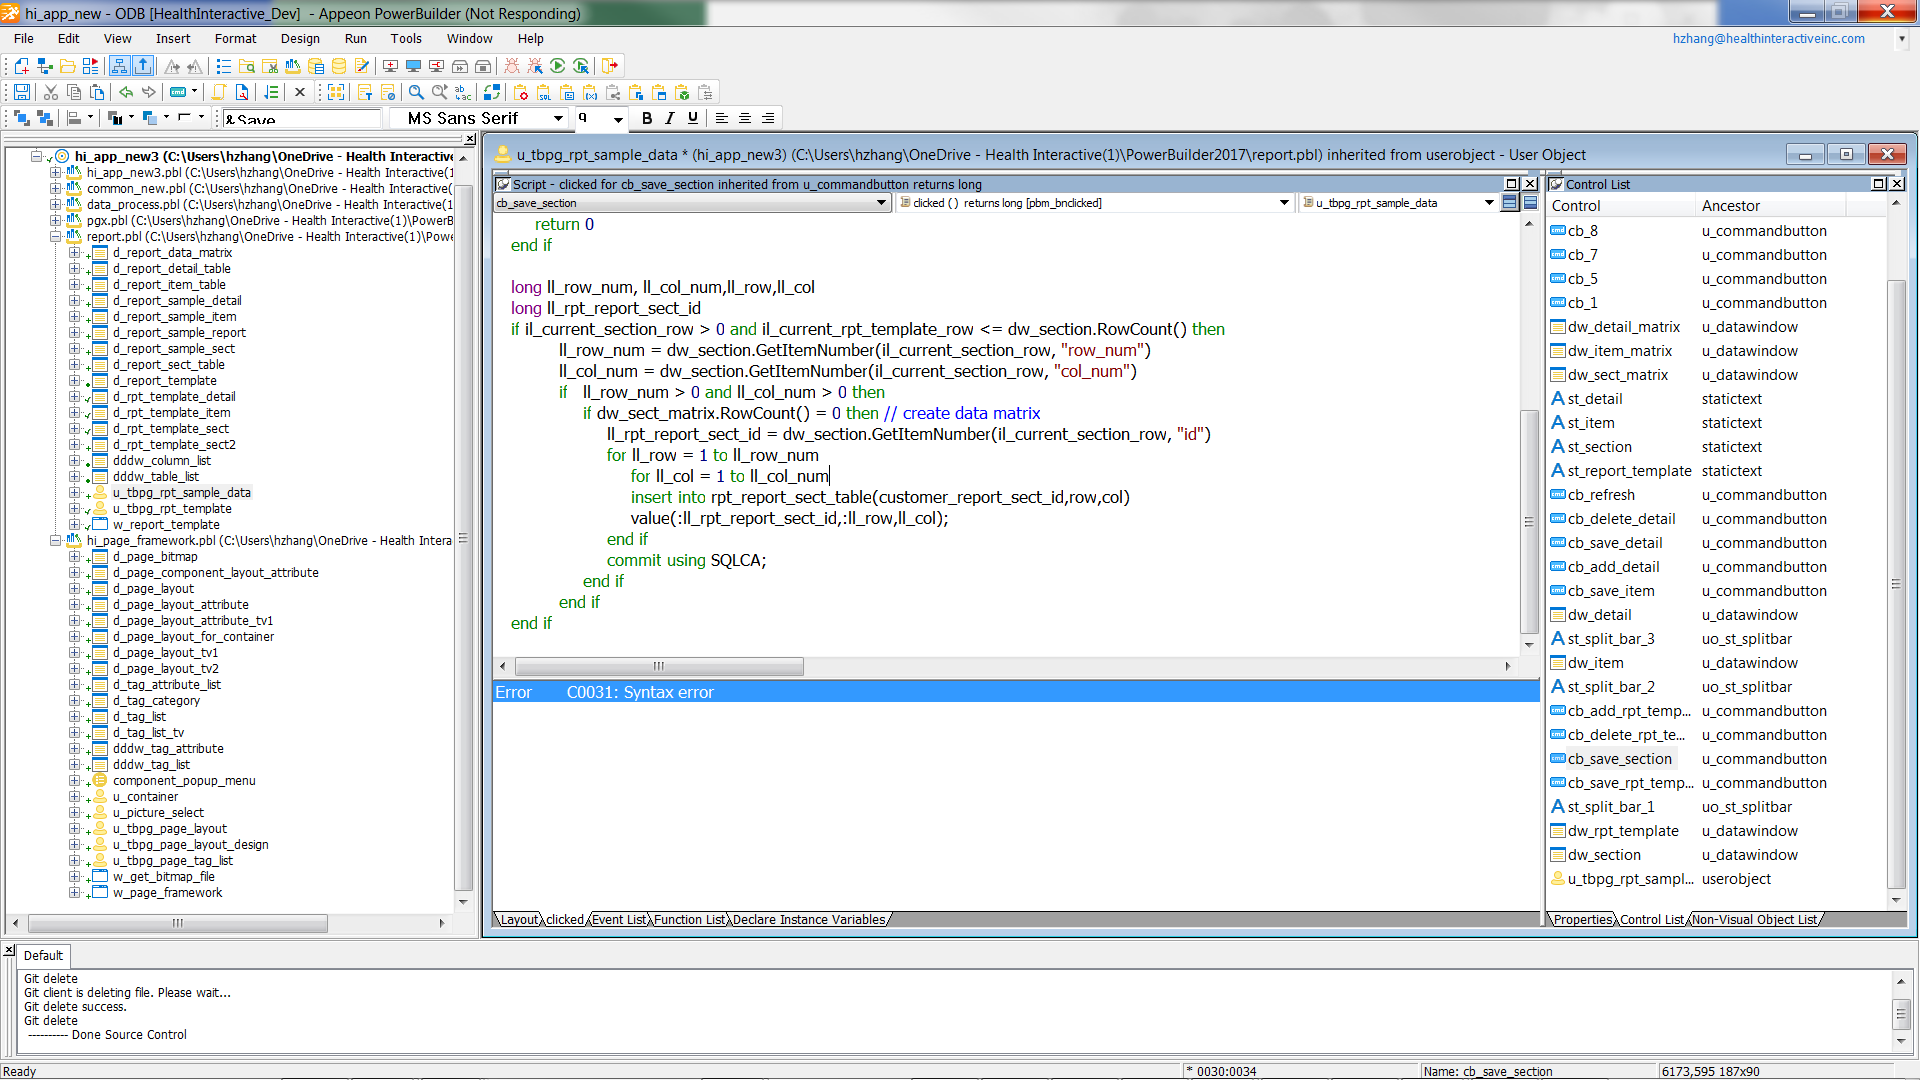 hi_app_new - ODB [HealthInteractive_Dev]  - Appeon PowerBuilder (Not Responding)
File Edit View Insert Format Design Run Tools Window Help
hzhang@healthinteractiveinc.com
&Save MS Sans Serif 9 B I U
hi_app_new3 (C:\Users\hzhang\OneDrive - Health Interactive
hi_app_new3.pbl (C:\Users\hzhang\OneDrive - Health Interactive(1
common_new.pbl (C:\Users\hzhang\OneDrive - Health Interactive(
data_process.pbl (C:\Users\hzhang\OneDrive - Health Interactive(1
pgx.pbl (C:\Users\hzhang\OneDrive - Health Interactive(1)\PowerB
report.pbl (C:\Users\hzhang\OneDrive - Health Interactive(1)\Pow
d_report_data_matrix
d_report_detail_table
d_report_item_table
d_report_sample_detail
d_report_sample_item
d_report_sample_report
d_report_sample_sect
d_report_sect_table
d_report_template
d_rpt_template_detail
d_rpt_template_item
d_rpt_template_sect
d_rpt_template_sect2
dddw_column_list
dddw_table_list
u_tbpg_rpt_sample_data
u_tbpg_rpt_template
w_report_template
hi_page_framework.pbl (C:\Users\hzhang\OneDrive - Health Intera
d_page_bitmap
d_page_component_layout_attribute
d_page_layout
d_page_layout_attribute
d_page_layout_attribute_tv1
d_page_layout_for_container
d_page_layout_tv1
d_page_layout_tv2
d_tag_attribute_list
d_tag_category
d_tag_list
d_tag_list_tv
dddw_tag_attribute
dddw_tag_list
component_popup_menu
u_container
u_picture_select
u_tbpg_page_layout
u_tbpg_page_layout_design
u_tbpg_page_tag_list
w_get_bitmap_file
w_page_framework
u_tbpg_rpt_sample_data * (hi_app_new3) (C:\Users\hzhang\OneDrive - Health Interactive(1)\PowerBuilder2017\report.pbl) inherited from userobject - User Object
Script - clicked for cb_save_section inherited from u_commandbutton returns long
cb_save_section clicked ( )  returns long [pbm_bnclicked] u_tbpg_rpt_sample_data
return 0
end if
long ll_row_num, ll_col_num,ll_row,ll_col
long ll_rpt_report_sect_id
if il_current_section_row > 0 and il_current_rpt_template_row <= dw_section.RowCount() then
ll_row_num = dw_section.GetItemNumber(il_current_section_row, "row_num")
ll_col_num = dw_section.GetItemNumber(il_current_section_row, "col_num")
if   ll_row_num > 0 and ll_col_num > 0 then
if dw_sect_matrix.RowCount() = 0 then // create data matrix
ll_rpt_report_sect_id = dw_section.GetItemNumber(il_current_section_row, "id")
for ll_row = 1 to ll_row_num
for ll_col = 1 to ll_col_num
insert into rpt_report_sect_table(customer_report_sect_id,row,col)
value(:ll_rpt_report_sect_id,:ll_row,ll_col);
end if
commit using SQLCA;
end if
end if
end if
Error C0031: Syntax error
Layout clicked Event List Function List Declare Instance Variables
Control List
Control Ancestor
cb_8 u_commandbutton
cb_7 u_commandbutton
cb_5 u_commandbutton
cb_1 u_commandbutton
dw_detail_matrix u_datawindow
dw_item_matrix u_datawindow
dw_sect_matrix u_datawindow
st_detail statictext
st_item statictext
st_section statictext
st_report_template statictext
cb_refresh u_commandbutton
cb_delete_detail u_commandbutton
cb_save_detail u_commandbutton
cb_add_detail u_commandbutton
cb_save_item u_commandbutton
dw_detail u_datawindow
st_split_bar_3 uo_st_splitbar
dw_item u_datawindow
st_split_bar_2 uo_st_splitbar
cb_add_rpt_temp... u_commandbutton
cb_delete_rpt_te... u_commandbutton
cb_save_section u_commandbutton
cb_save_rpt_temp... u_commandbutton
st_split_bar_1 uo_st_splitbar
dw_rpt_template u_datawindow
dw_section u_datawindow
u_tbpg_rpt_sampl... userobject
Properties Control List Non-Visual Object List
Default
Git delete
Git client is deleting file. Please wait...
Git delete success.
Git delete
---------- Done Source Control
Ready * 0030:0034 Name: cb_save_section 6173,595 187x90